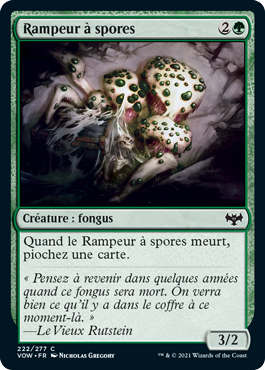 Rampeur à spores 2
Créature : fongus
Quand le Rampeur à spores meurt,
piochez une carte.
« Pensez à revenir dans quelques années
quand ce fongus sera mort. On verra
bien ce qu'il y a dans le coffre à ce
moment-là. »
—Le Vieux Rutstein
3/2
222/277 C
VOW • FR Nicholas Gregory
™ & © 2021 Wizards of the Coast